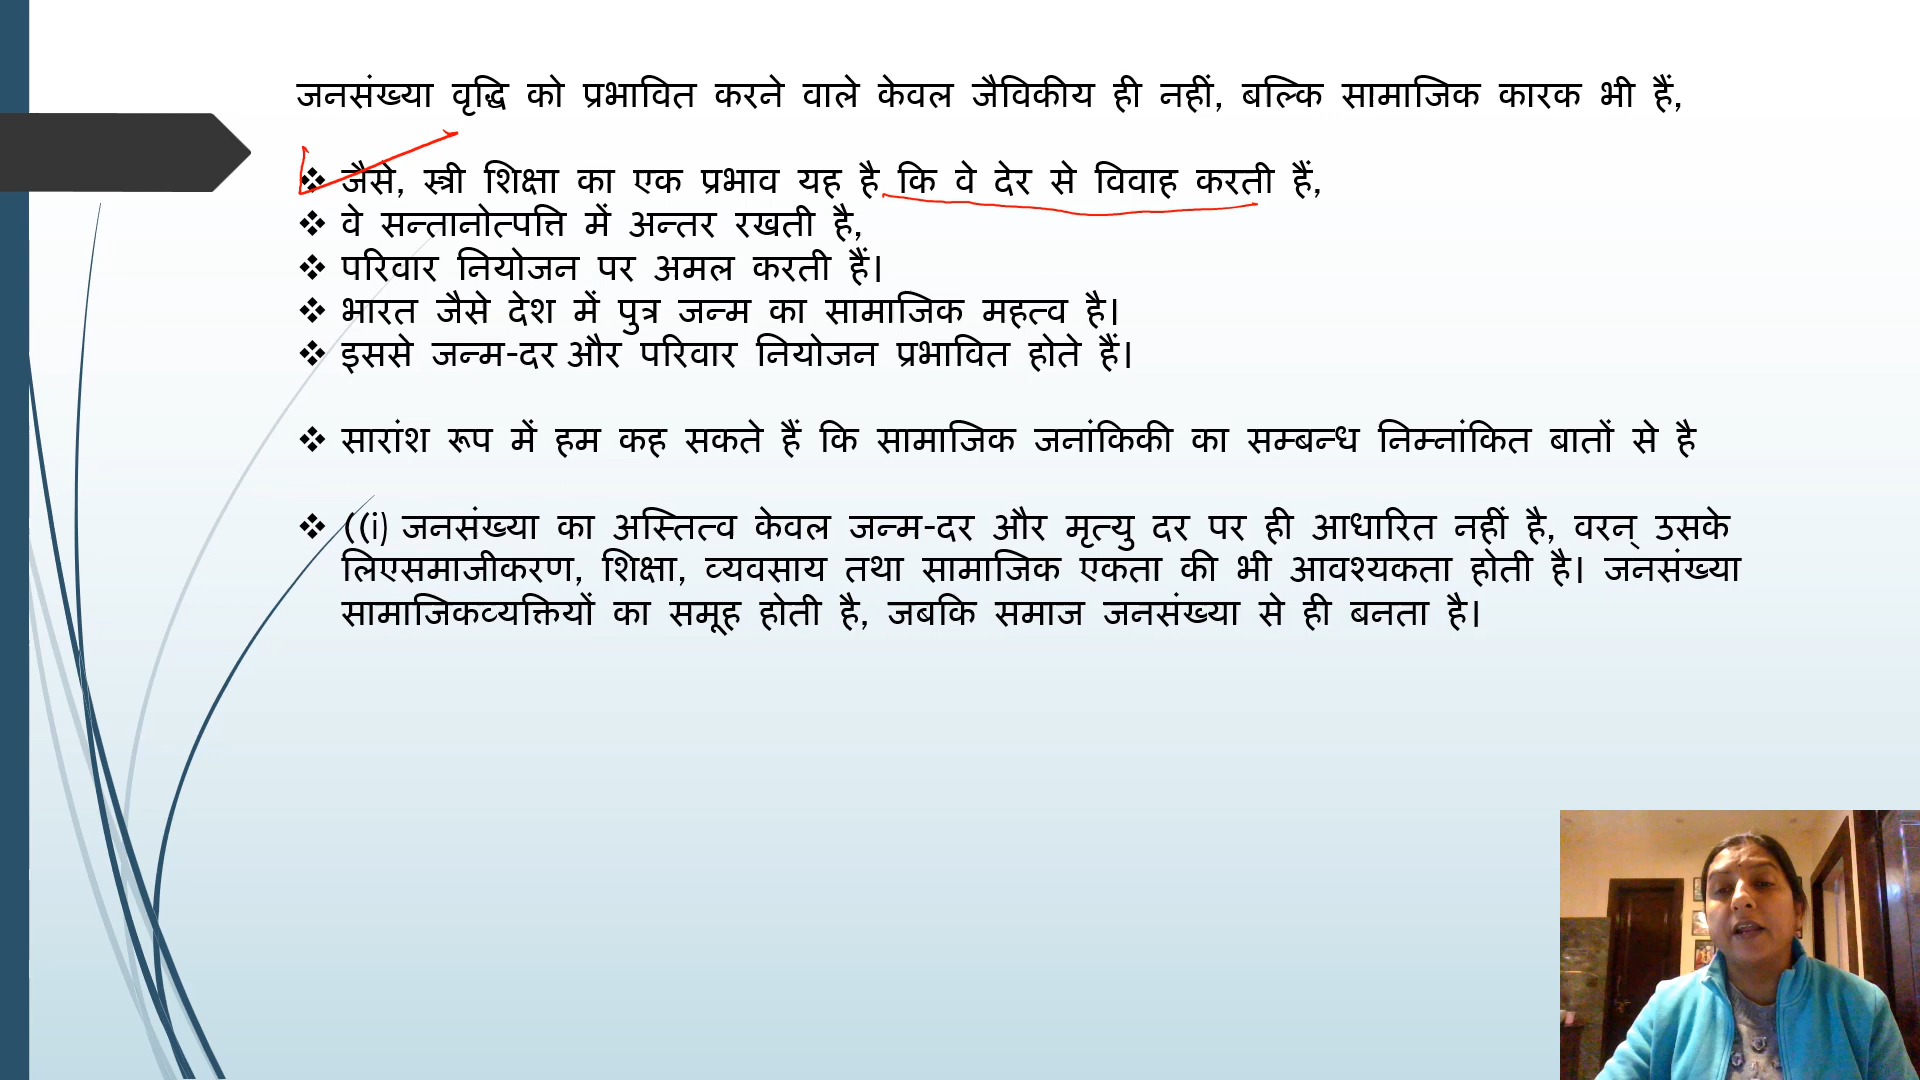 जनसंख्या वृद्धि को प्रभावित करने वाले केवल जैविकीय ही नहीं, बल्कि सामाजिक कारक भी हैं,
❖ जैसे, स्त्री शिक्षा का एक प्रभाव यह है कि वे देर से विवाह करती हैं,
❖ वे सन्तानोत्पत्ति में अन्तर रखती है,
❖ परिवार नियोजन पर अमल करती हैं।
❖ भारत जैसे देश में पुत्र जन्म का सामाजिक महत्व है।
❖ इससे जन्म-दर और परिवार नियोजन प्रभावित होते हैं।
❖ सारांश रूप में हम कह सकते हैं कि सामाजिक जनांकिकी का सम्बन्ध निम्नांकित बातों से है
❖ ((i) जनसंख्या का अस्तित्व केवल जन्म-दर और मृत्यु दर पर ही आधारित नहीं है, वरन् उसके
लिएसमाजीकरण, शिक्षा, व्यवसाय तथा सामाजिक एकता की भी आवश्यकता होती है। जनसंख्या
सामाजिकव्यक्तियों का समूह होती है, जबकि समाज जनसंख्या से ही बनता है।